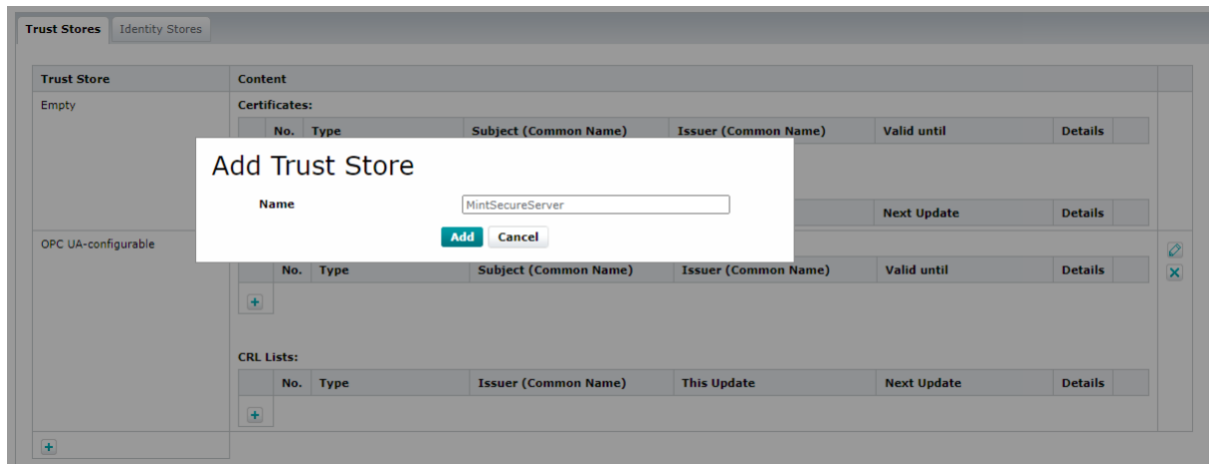 Trust Stores Identity Stores
Trust Store Content
Empty Certificates:
No. Type Subject (Common Name) Issuer (Common Name) Valid until Details
Add Trust Store
Name MintSecureServer
Next Update Details
Add Cancel
OPC UA-configurable
No. Type Subject (Common Name) Issuer (Common Name) Valid until Details
CRL Lists:
No. Type Issuer (Common Name) This Update Next Update Details